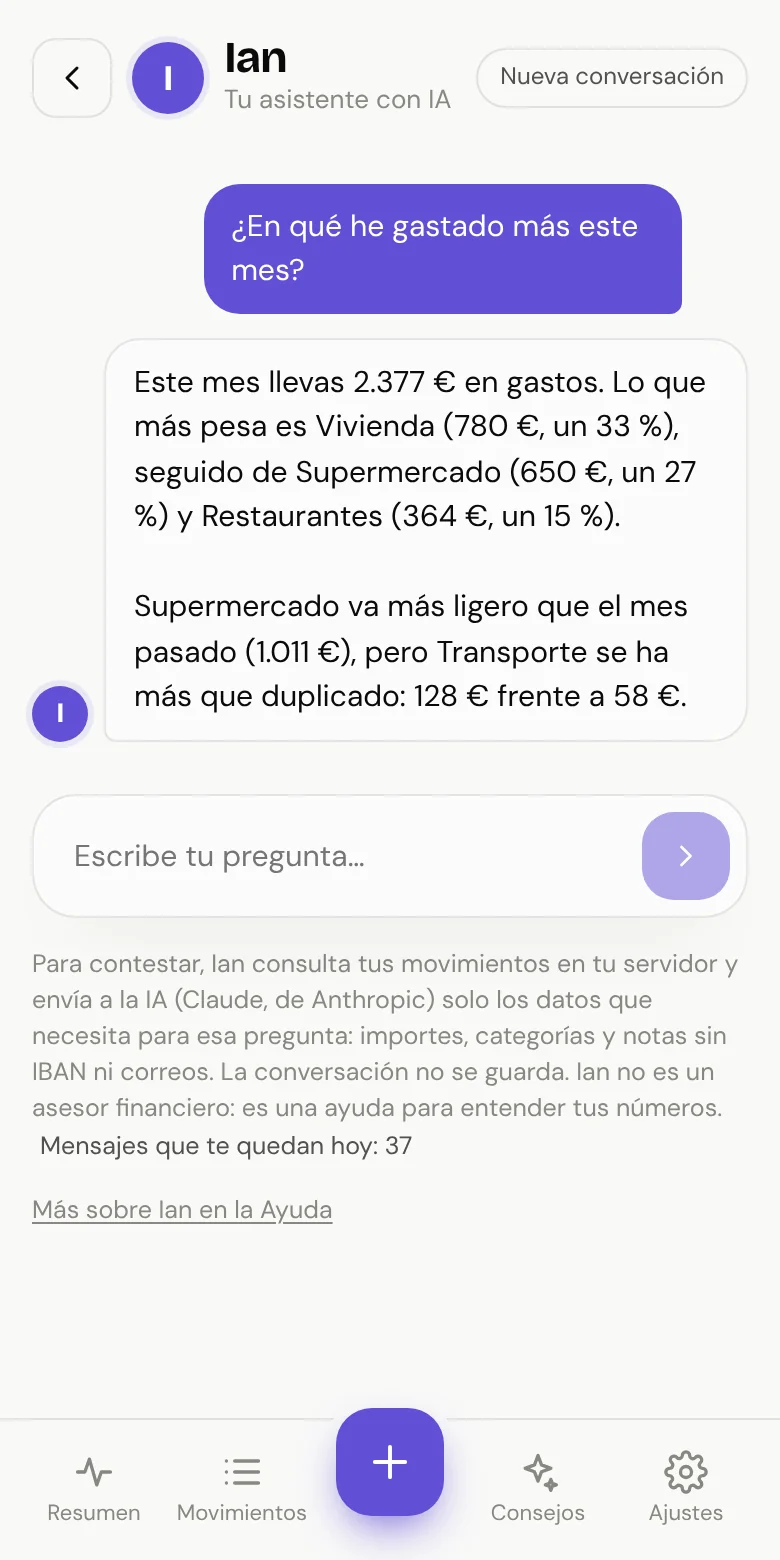 Ian
Tu asistente con IA
Nueva conversación
¿En qué he gastado más este
mes?
Este mes llevas 2.377 € en gastos. Lo que
más pesa es Vivienda (780 €, un 33 %),
seguido de Supermercado (650 €, un 27
%) y Restaurantes (364 €, un 15 %).
Supermercado va más ligero que el mes
pasado (1.011 €), pero Transporte se ha
más que duplicado: 128 € frente a 58 €.
I
I
Escribe tu pregunta...
Para contestar, Ian consulta tus movimientos en tu servidor y
envía a la IA (Claude, de Anthropic) solo los datos que
necesita para esa pregunta: importes, categorías y notas sin
IBAN ni correos. La conversación no se guarda. Ian no es un
asesor financiero: es una ayuda para entender tus números.
Mensajes que te quedan hoy: 37
Más sobre Ian en la Ayuda
Resumen
Movimientos
Consejos
Ajustes